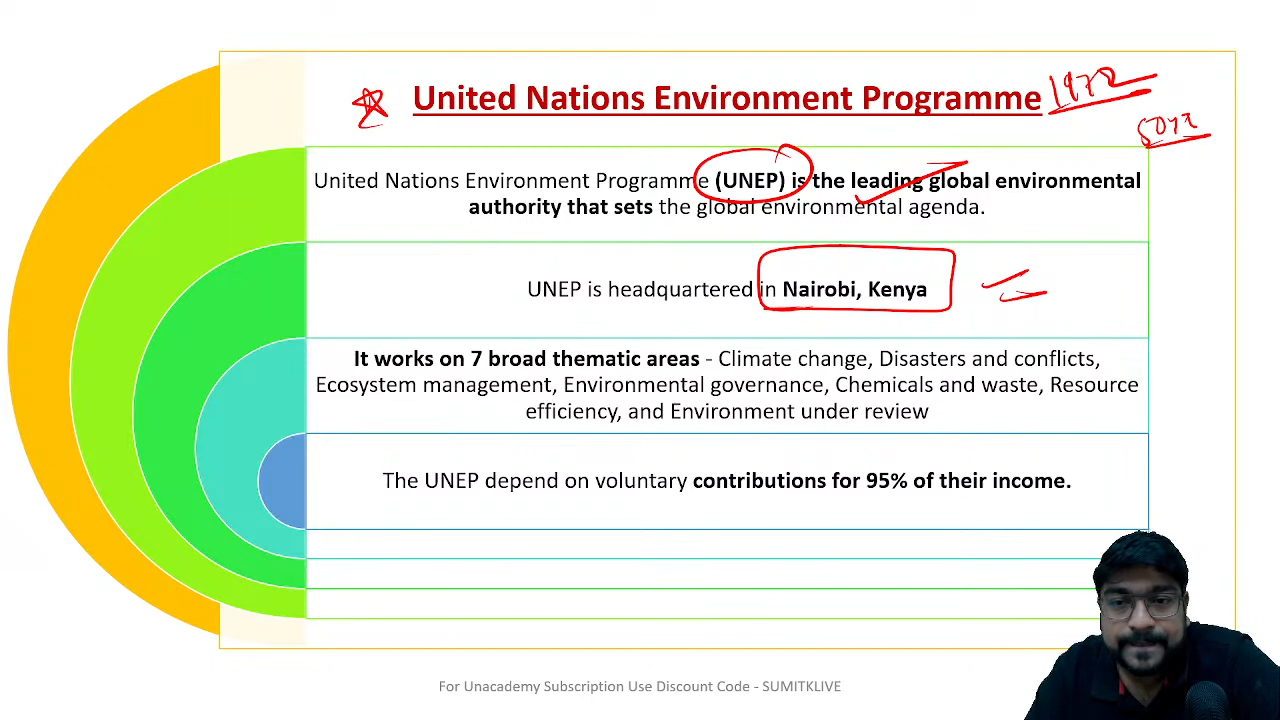 United Nations Environment Programme 1972
50yr
United Nations Environment Programme (UNEP) is the leading global environmental
authority that sets the global environmental agenda.
UNEP is headquartered in Nairobi, Kenya
It works on 7 broad thematic areas - Climate change, Disasters and conflicts,
Ecosystem management, Environmental governance, Chemicals and waste, Resource
efficiency, and Environment under review
The UNEP depend on voluntary contributions for 95% of their income.
For Unacademy Subscription Use Discount Code - SUMITKLIVE